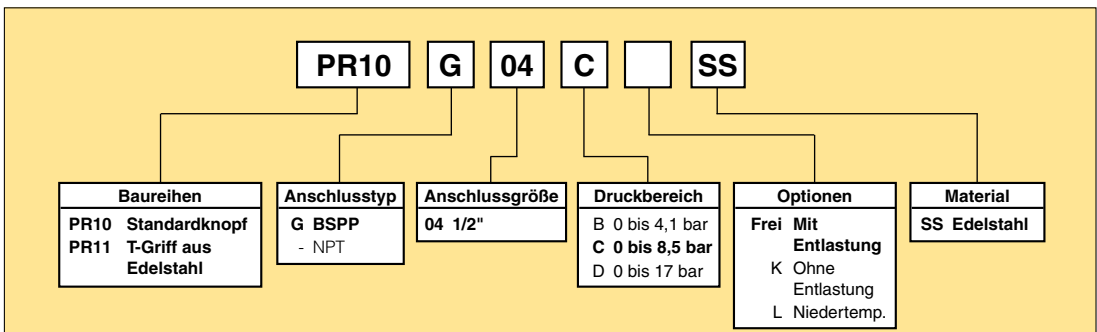 PR10 G 04 C SS
Baureihen
PR10 Standardknopf
PR11 T-Griff aus
Edelstahl
Anschlusstyp
G BSPP
- NPT
Anschlussgröße
04 1/2"
Druckbereich
B 0 bis 4,1 bar
C 0 bis 8,5 bar
D 0 bis 17 bar
Optionen
Frei Mit
Entlastung
K Ohne
Entlastung
L Niedertemp.
Material
SS Edelstahl